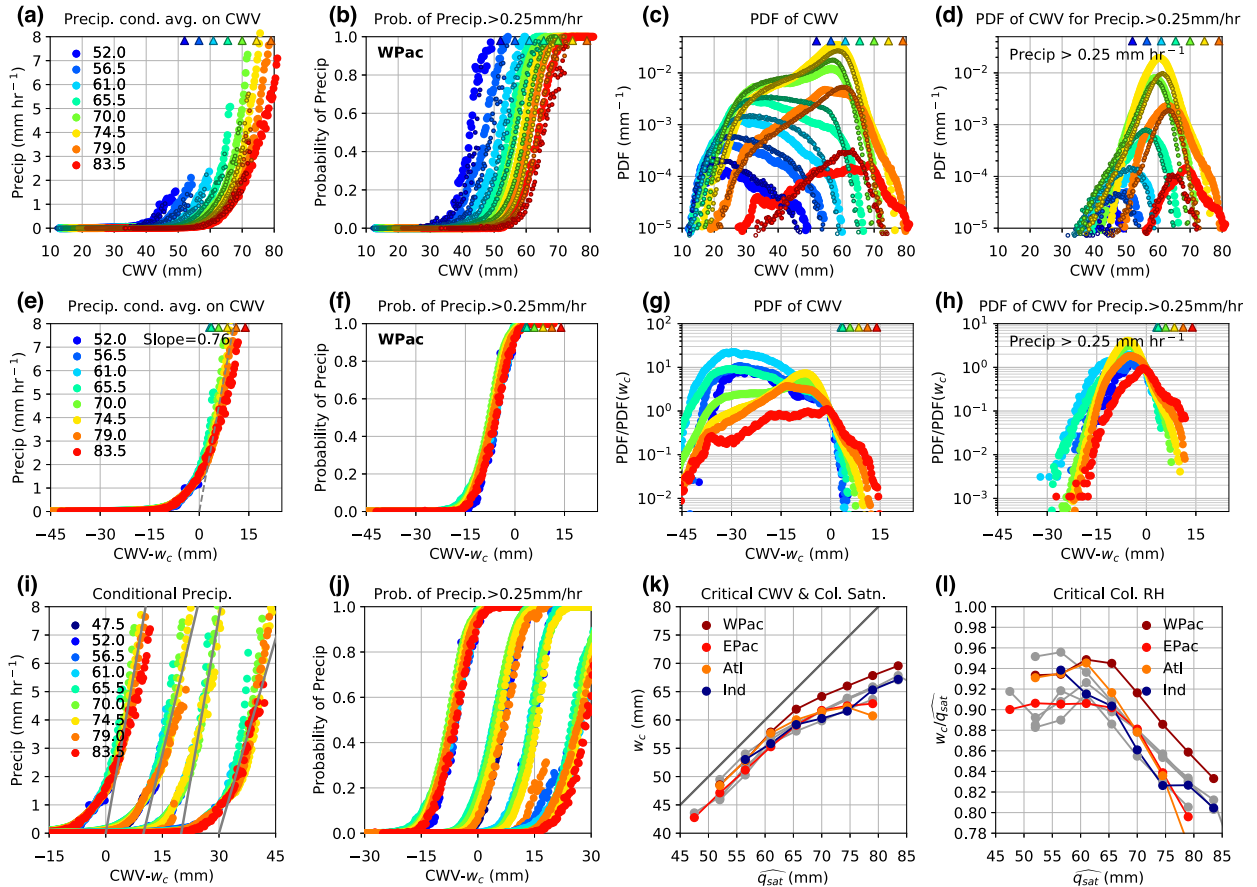 (a) Precip. cond. avg. on CWV
8
7
6
5
4
3
2
1
0
Precip (mm hr⁻¹)
52.0
56.5
61.0
65.5
70.0
74.5
79.0
83.5
10 20 30 40 50 60 70 80
CWV (mm)
(b) Prob. of Precip.>0.25mm/hr
WPac
1.0
0.8
0.6
0.4
0.2
0.0
Probability of Precip
10 20 30 40 50 60 70 80
CWV (mm)
(c) PDF of CWV
10⁻²
10⁻³
10⁻⁴
10⁻⁵
PDF (mm⁻¹)
10 20 30 40 50 60 70 80
CWV (mm)
(d) PDF of CWV for Precip.>0.25mm/hr
Precip > 0.25 mm hr⁻¹
10⁻²
10⁻³
10⁻⁴
10⁻⁵
PDF (mm⁻¹)
10 20 30 40 50 60 70 80
CWV (mm)
(e) Precip. cond. avg. on CWV
8
7
6
5
4
3
2
1
0
Precip (mm hr⁻¹)
Slope=0.76
52.0
56.5
61.0
65.5
70.0
74.5
79.0
83.5
−45 −30 −15 0 15
CWV-w_c (mm)
(f) Prob. of Precip.>0.25mm/hr
WPac
1.0
0.8
0.6
0.4
0.2
0.0
Probability of Precip
−45 −30 −15 0 15
CWV-w_c (mm)
(g) PDF of CWV
10²
10¹
10⁰
10⁻¹
10⁻²
PDF/PDF(w_c)
−45 −30 −15 0 15
CWV-w_c (mm)
(h) PDF of CWV for Precip.>0.25mm/hr
Precip > 0.25 mm hr⁻¹
10¹
10⁰
10⁻¹
10⁻²
10⁻³
PDF/PDF(w_c)
−45 −30 −15 0 15
CWV-w_c (mm)
(i) Conditional Precip.
8
7
6
5
4
3
2
1
0
Precip (mm hr⁻¹)
47.5
52.0
56.5
61.0
65.5
70.0
74.5
79.0
83.5
−15 0 15 30 45
CWV-w_c (mm)
(j) Prob. of Precip.>0.25mm/hr
1.0
0.8
0.6
0.4
0.2
0.0
Probability of Precip
−30 −15 0 15 30
CWV-w_c (mm)
(k) Critical CWV & Col. Satn.
80
75
70
65
60
55
50
45
40
w_c (mm)
WPac
EPac
Atl
Ind
45 50 55 60 65 70 75 80 85
q_sat (mm)
(l) Critical Col. RH
1.00
0.98
0.96
0.94
0.92
0.90
0.88
0.86
0.84
0.82
0.80
0.78
w_c/q_sat
WPac
EPac
Atl
Ind
45 50 55 60 65 70 75 80 85
q_sat (mm)